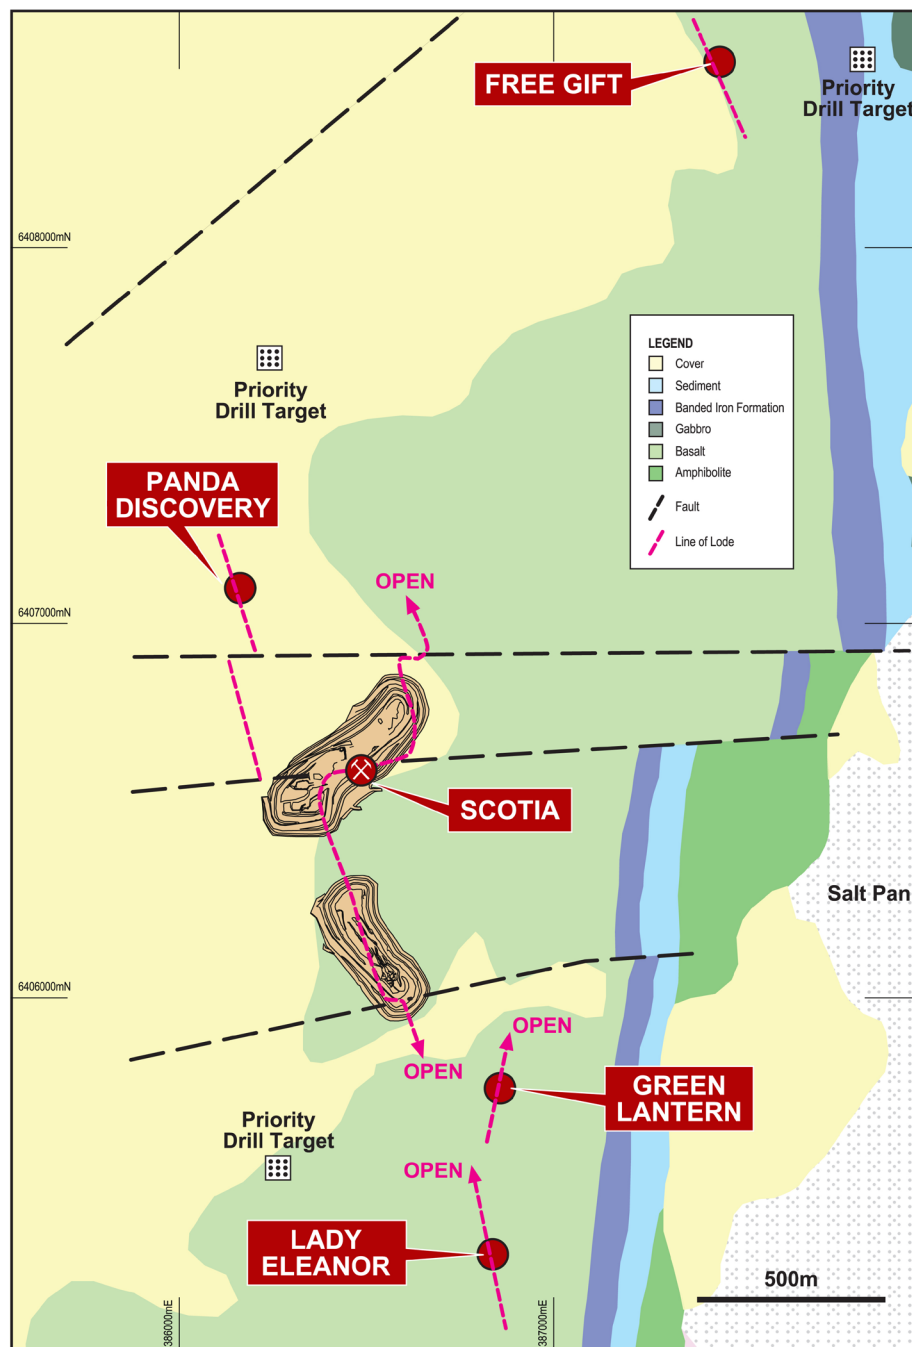 FREE GIFT
Priority
Drill Target
6408000mN
LEGEND
Cover
Sediment
Banded Iron Formation
Gabbro
Basalt
Amphibolite
Fault
Line of Lode
Priority
Drill Target
PANDA
DISCOVERY
OPEN
6407000mN
SCOTIA
Salt Pan
6406000mN
OPEN
OPEN
GREEN
LANTERN
Priority
Drill Target
OPEN
LADY
ELEANOR
500m
386000mE
387000mE